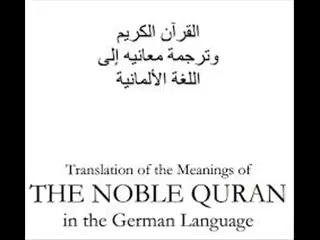 القرآن الكريم
وترجمة معانيه إلى
اللغة الألمانية
Translation of the Meanings of
THE NOBLE QURAN
in the German Language